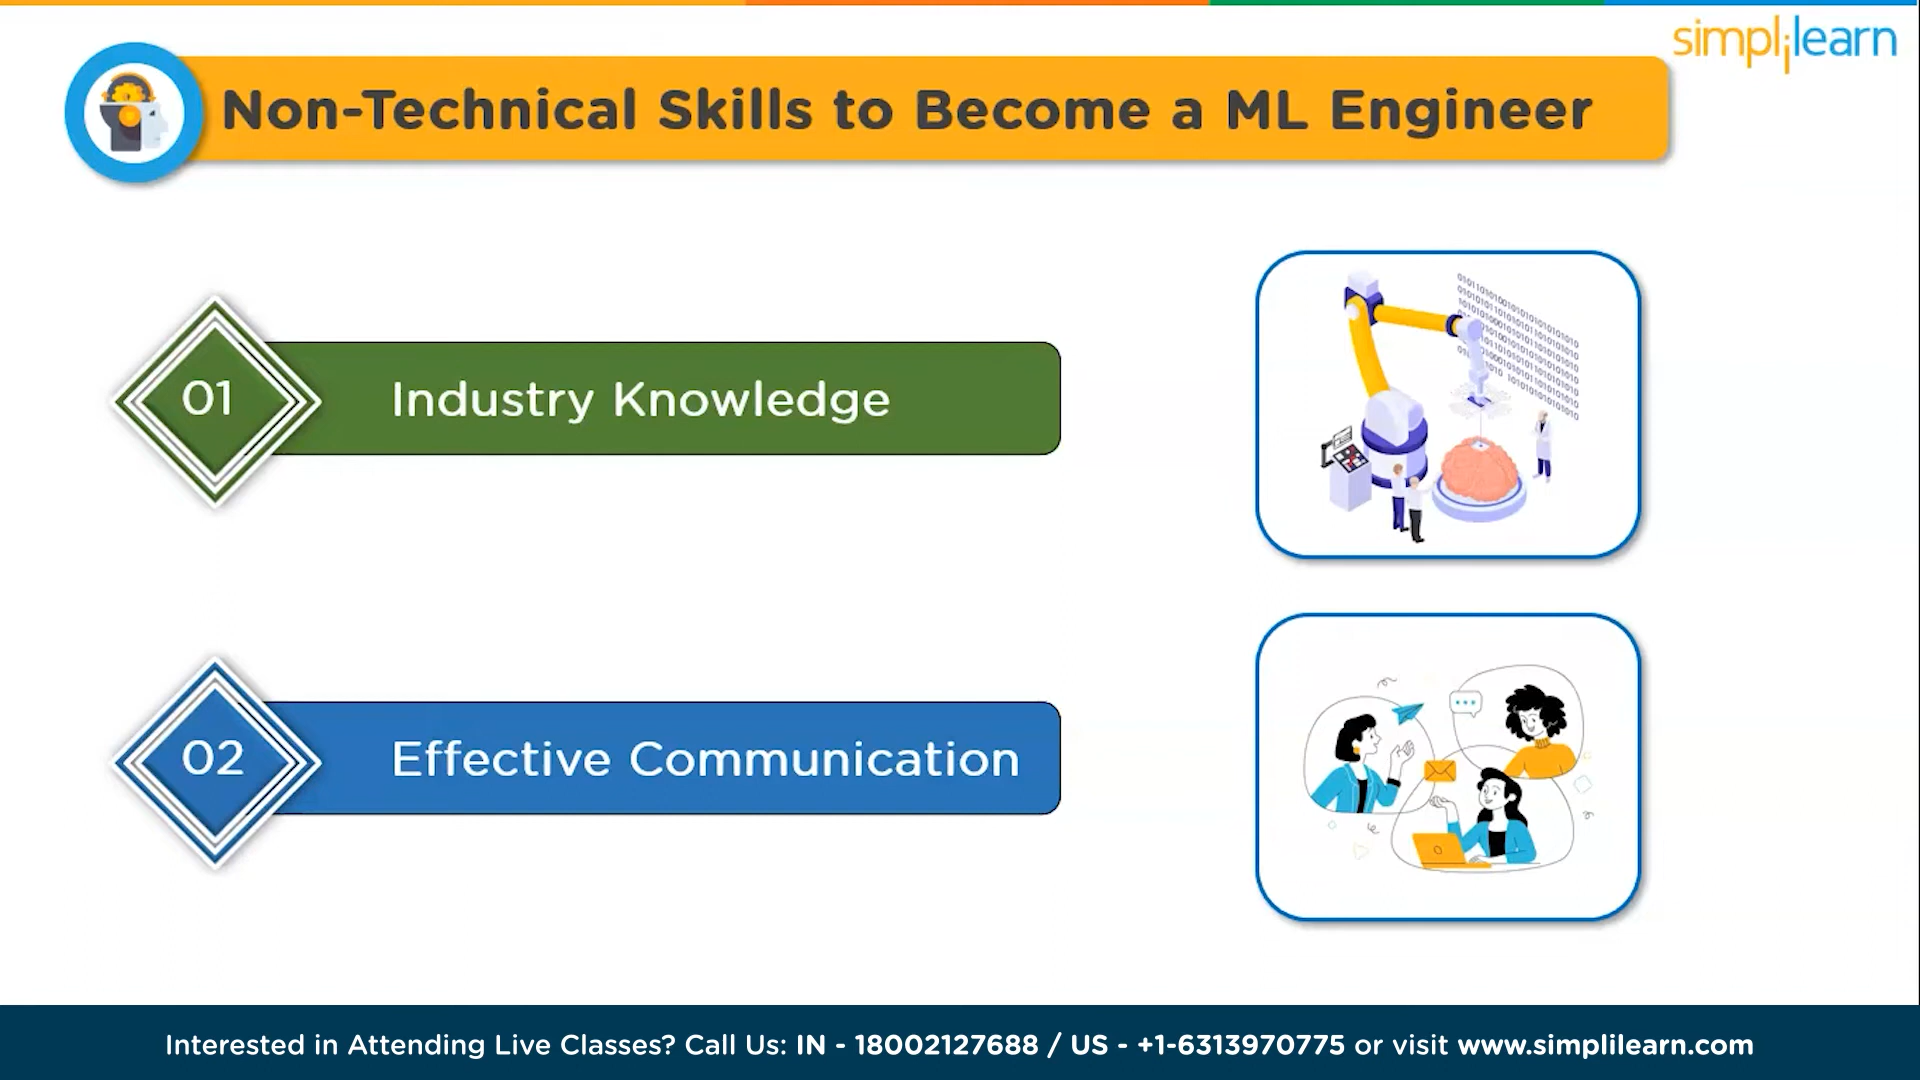 simplilearn
Non-Technical Skills to Become a ML Engineer
01
Industry Knowledge
02
Effective Communication
Interested in Attending Live Classes? Call Us: IN - 18002127688 / US - +1-6313970775 or visit www.simplilearn.com